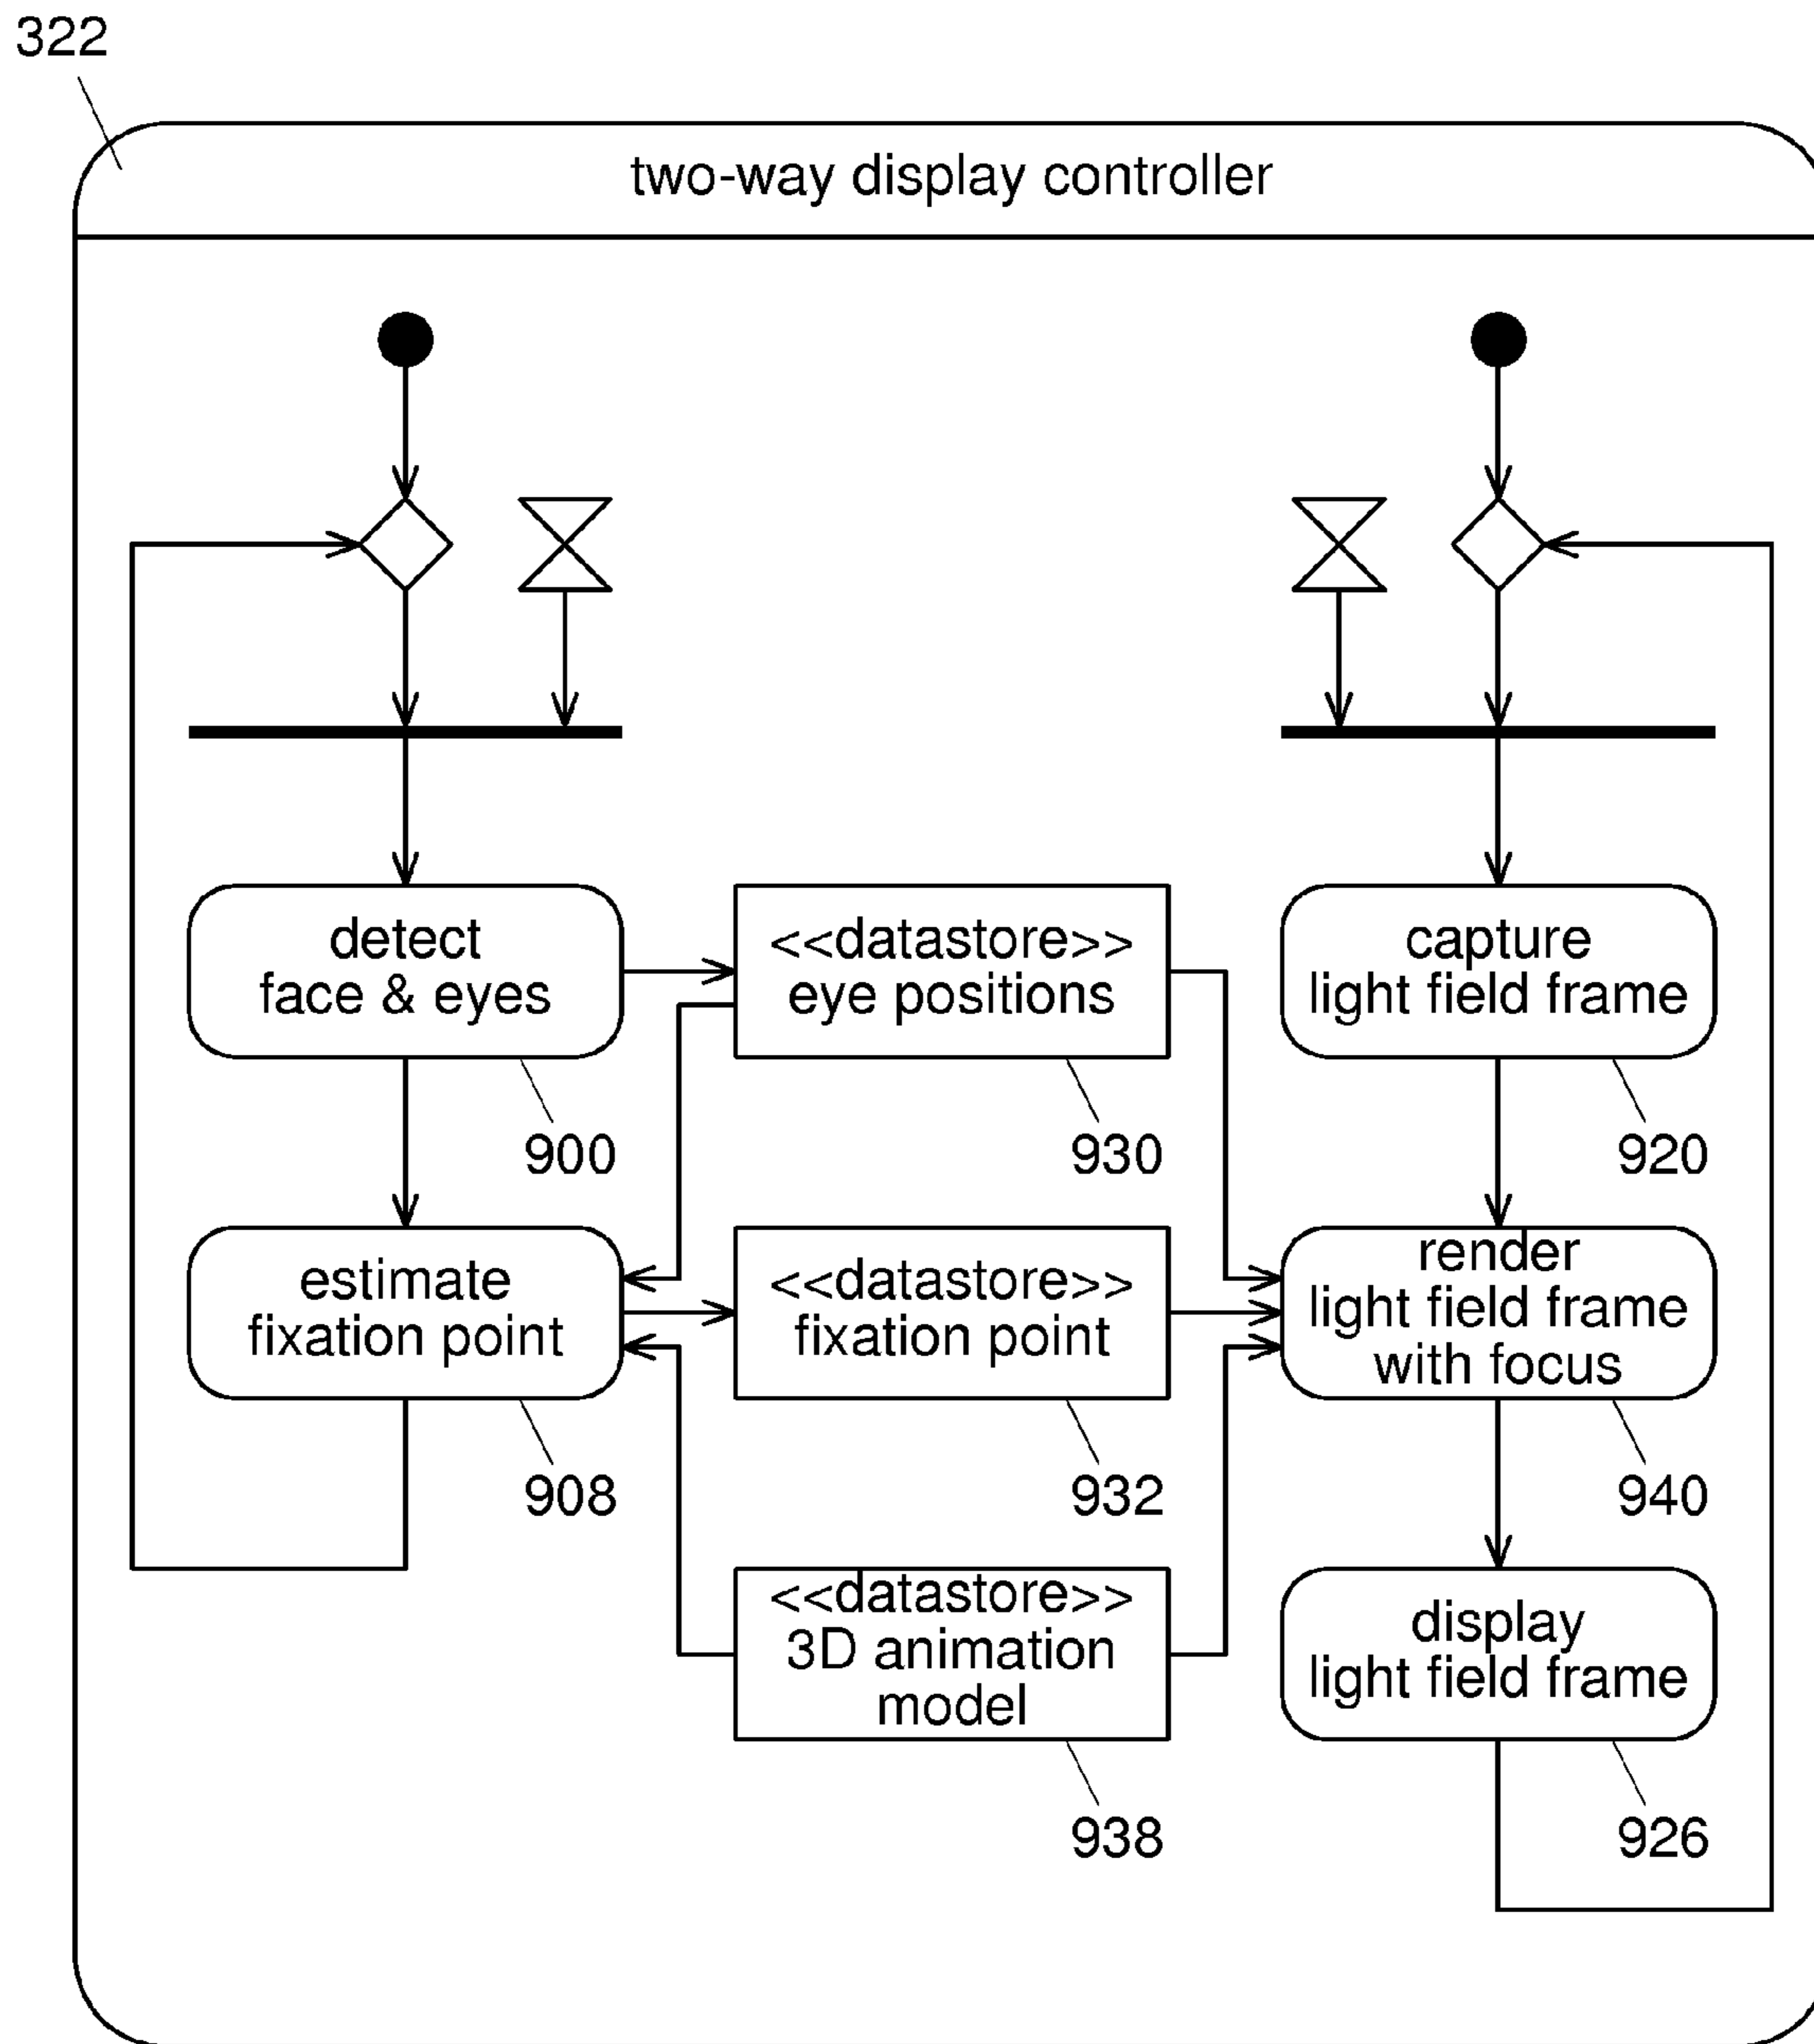 322
two-way display controller
detect
face & eyes
900
<<datastore>>
eye positions
930
capture
light field frame
920
estimate
fixation point
908
<<datastore>>
fixation point
932
render
light field frame
with focus
940
<<datastore>>
3D animation
model
938
display
light field frame
926